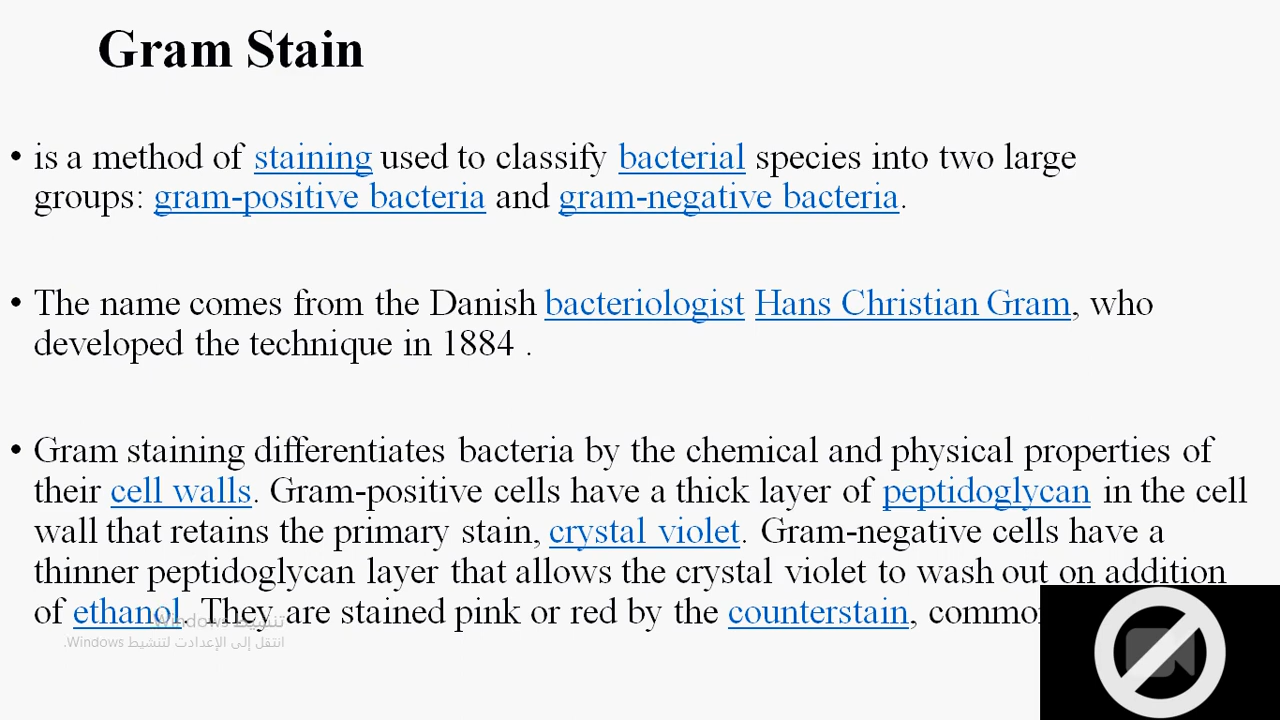 Gram Stain
• is a method of staining used to classify bacterial species into two large
groups: gram-positive bacteria and gram-negative bacteria.
• The name comes from the Danish bacteriologist Hans Christian Gram, who
developed the technique in 1884 .
• Gram staining differentiates bacteria by the chemical and physical properties of
their cell walls. Gram-positive cells have a thick layer of peptidoglycan in the cell
wall that retains the primary stain, crystal violet. Gram-negative cells have a
thinner peptidoglycan layer that allows the crystal violet to wash out on addition
of ethanol. They are stained pink or red by the counterstain,
تنشيط Windows
انتقل إلى الإعدادات لتنشيط Windows.